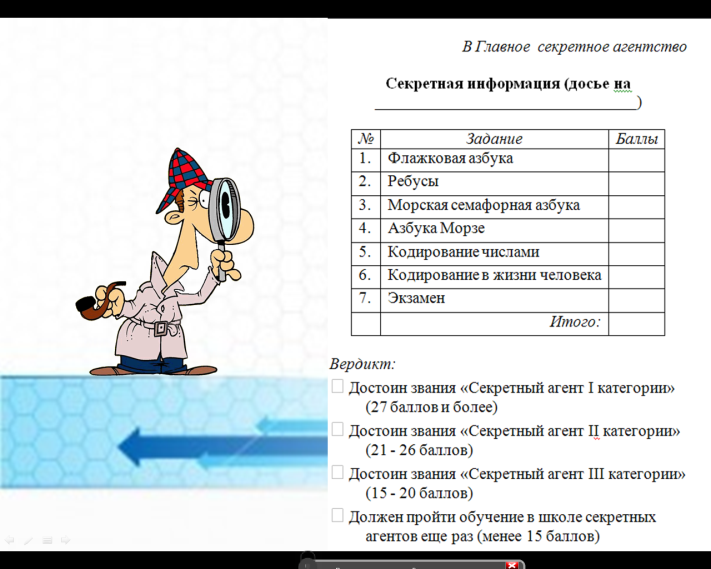 В Главное секретное агентство
Секретная информация (досье на
__________________________________)
№ Задание Баллы
1. Флажковая азбука
2. Ребусы
3. Морская семафорная азбука
4. Азбука Морзе
5. Кодирование числами
6. Кодирование в жизни человека
7. Экзамен
Итого:
Вердикт:
Достоин звания «Секретный агент I категории»
(27 баллов и более)
Достоин звания «Секретный агент II категории»
(21 - 26 баллов)
Достоин звания «Секретный агент III категории»
(15 - 20 баллов)
Должен пройти обучение в школе секретных
агентов еще раз (менее 15 баллов)